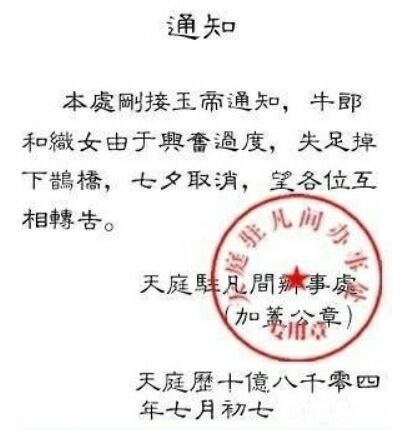 通知
本處剛接玉帝通知，牛郎
和織女由于興奮過度，失足掉
下鵲橋，七夕取消，望各位互
相轉告。
天庭駐凡間辦事處
（加蓋公章）
天庭驻凡间办事处
专用章
天庭歷十億八千零四
年七月初七